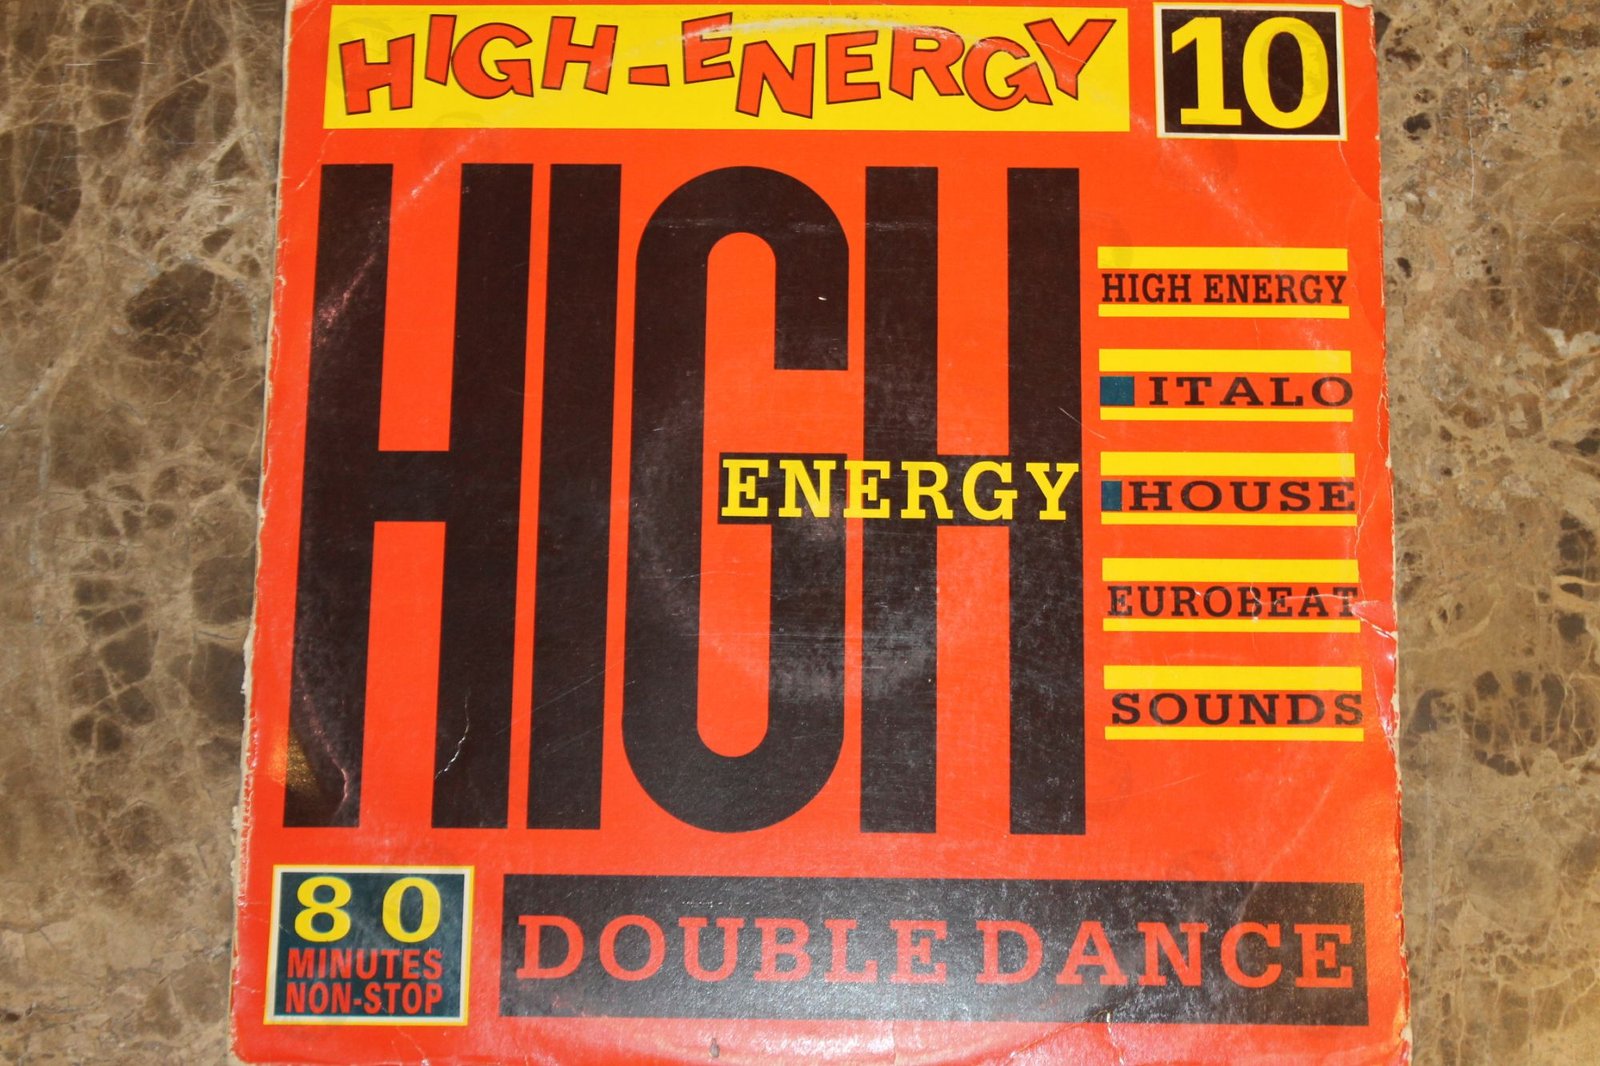 HIGH-ENERGY
10
HIGH
ENERGY
HIGH ENERGY
ITALO
HOUSE
EUROBEAT
SOUNDS
80
MINUTES
NON-STOP
DOUBLE DANCE